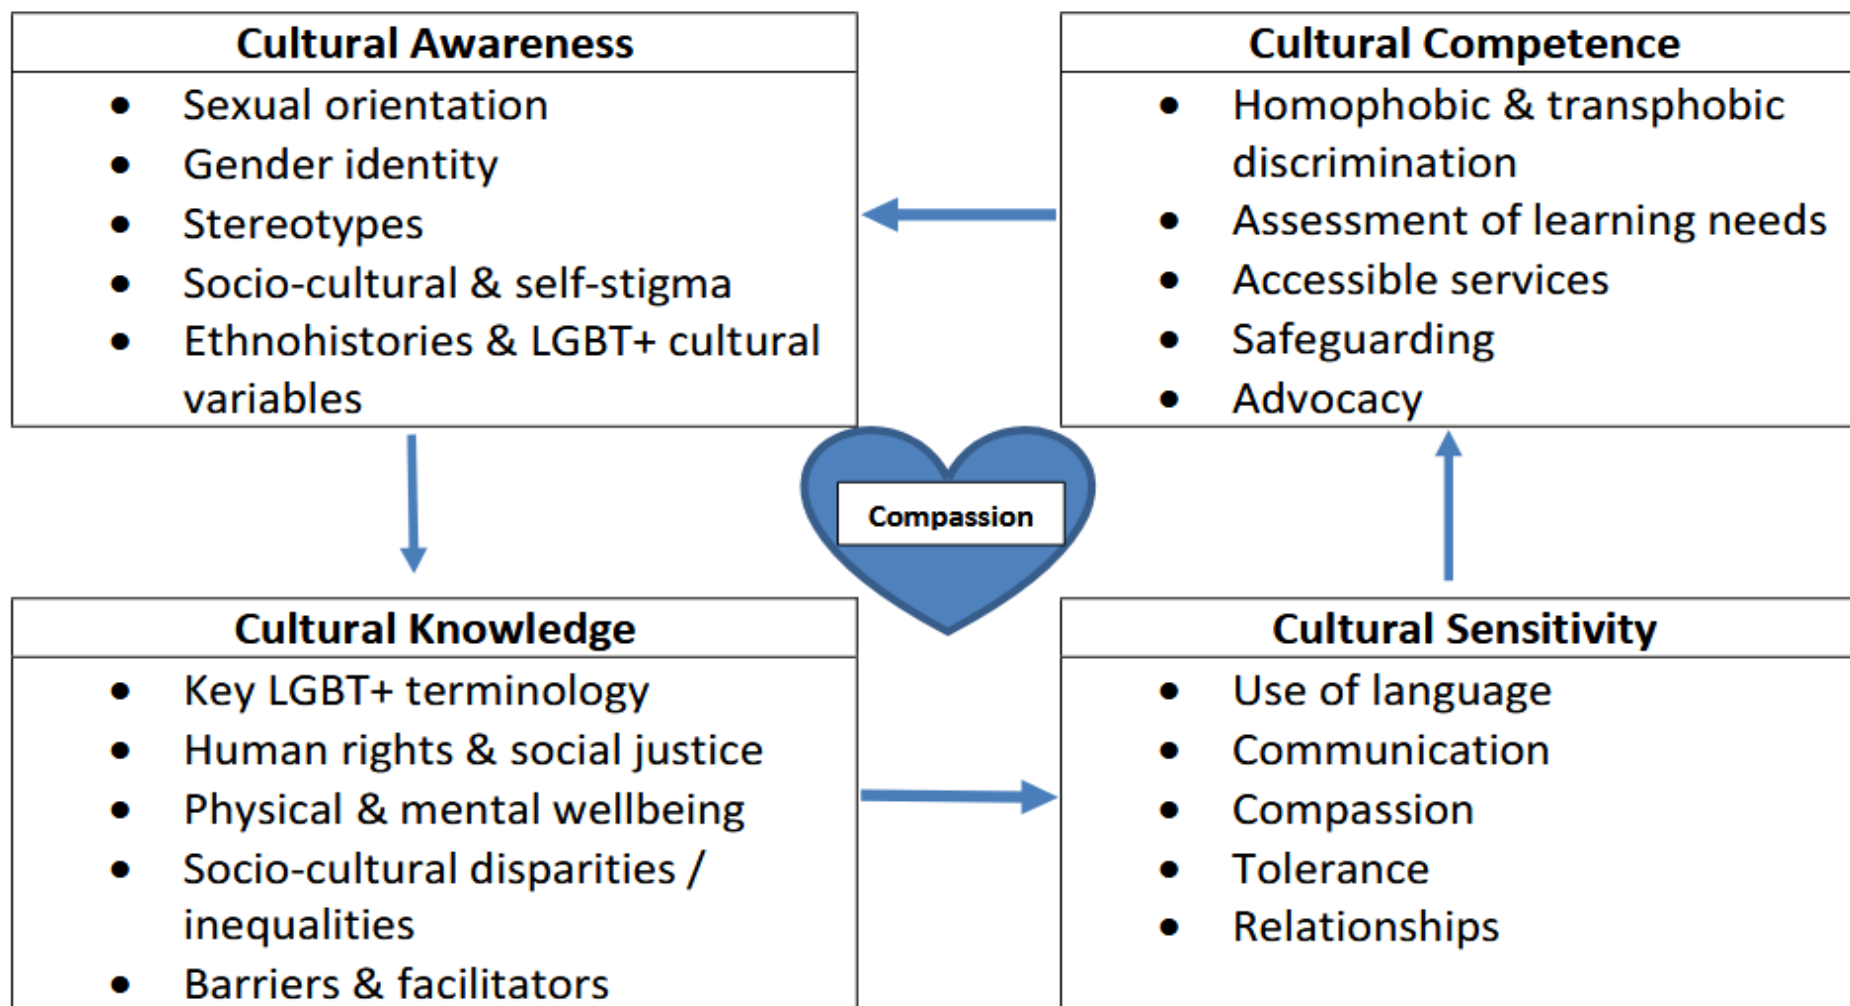 Cultural Awareness
• Sexual orientation
• Gender identity
• Stereotypes
• Socio-cultural & self-stigma
• Ethnohistories & LGBT+ cultural
variables
Cultural Competence
• Homophobic & transphobic
discrimination
• Assessment of learning needs
• Accessible services
• Safeguarding
• Advocacy
Compassion
Cultural Knowledge
• Key LGBT+ terminology
• Human rights & social justice
• Physical & mental wellbeing
• Socio-cultural disparities /
inequalities
• Barriers & facilitators
Cultural Sensitivity
• Use of language
• Communication
• Compassion
• Tolerance
• Relationships